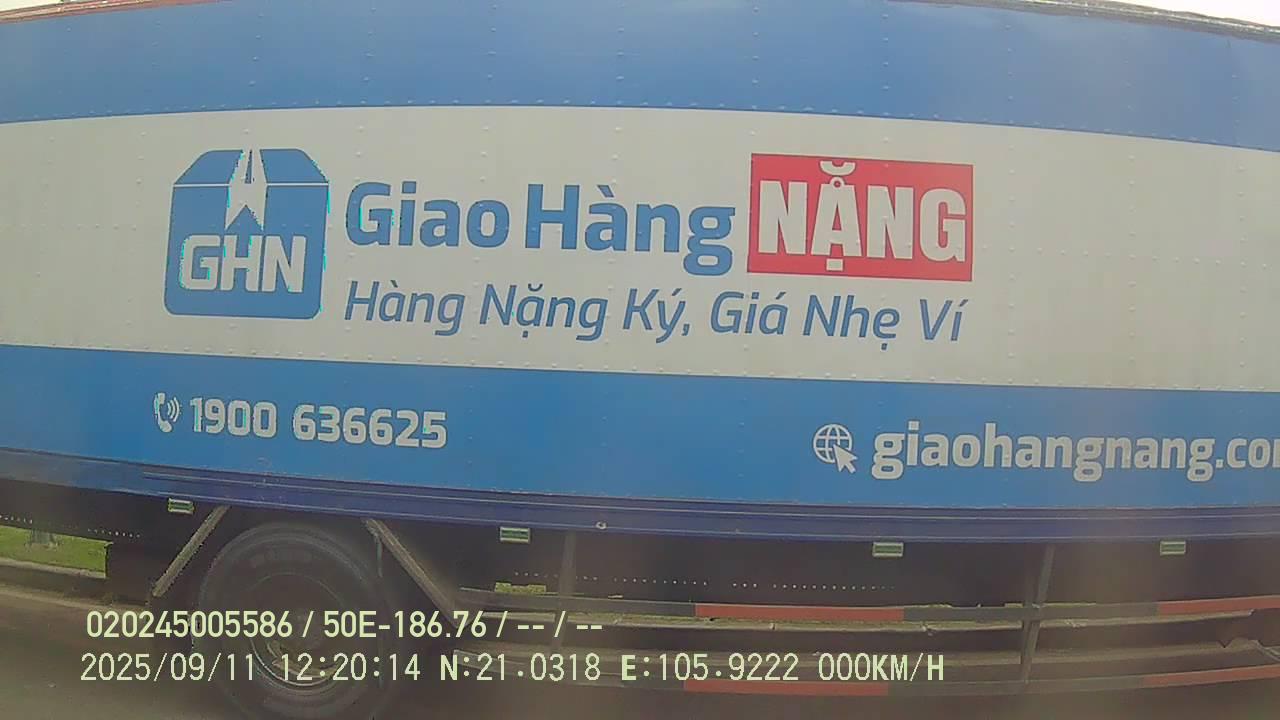 GHN
Giao Hàng NẶNG
Hàng Nặng Ký, Giá Nhẹ Ví
1900 636625
giaohangnang.co
020245005586 / 50E-186.76 / -- / --
2025/09/11 12:20:14 N:21.0318 E:105.9222 000KM/H